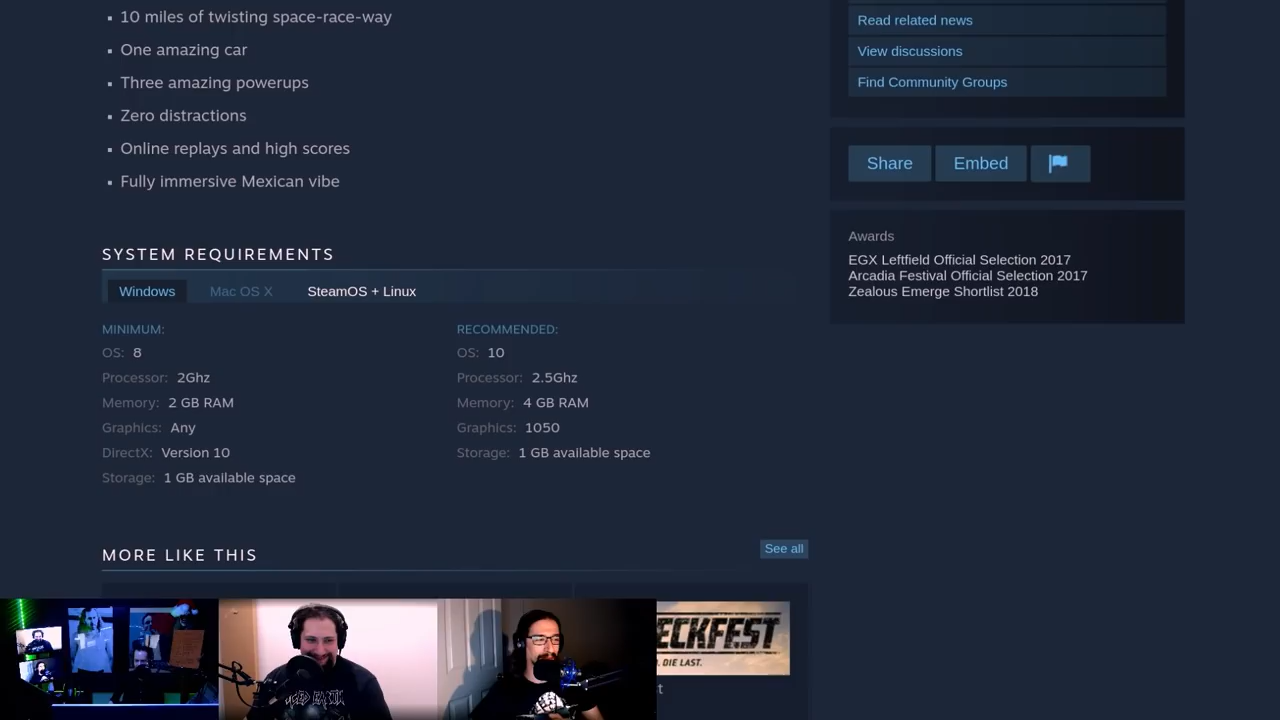 10 miles of twisting space-race-way
One amazing car
Three amazing powerups
Zero distractions
Online replays and high scores
Fully immersive Mexican vibe
SYSTEM REQUIREMENTS
Windows
Mac OS X
SteamOS + Linux
MINIMUM:
OS: 8
Processor: 2Ghz
Memory: 2 GB RAM
Graphics: Any
DirectX: Version 10
Storage: 1 GB available space
RECOMMENDED:
OS: 10
Processor: 2.5Ghz
Memory: 4 GB RAM
Graphics: 1050
Storage: 1 GB available space
MORE LIKE THIS
See all
ECKFEST
. DIE LAST.
t
Read related news
View discussions
Find Community Groups
Share
Embed
Awards
EGX Leftfield Official Selection 2017
Arcadia Festival Official Selection 2017
Zealous Emerge Shortlist 2018